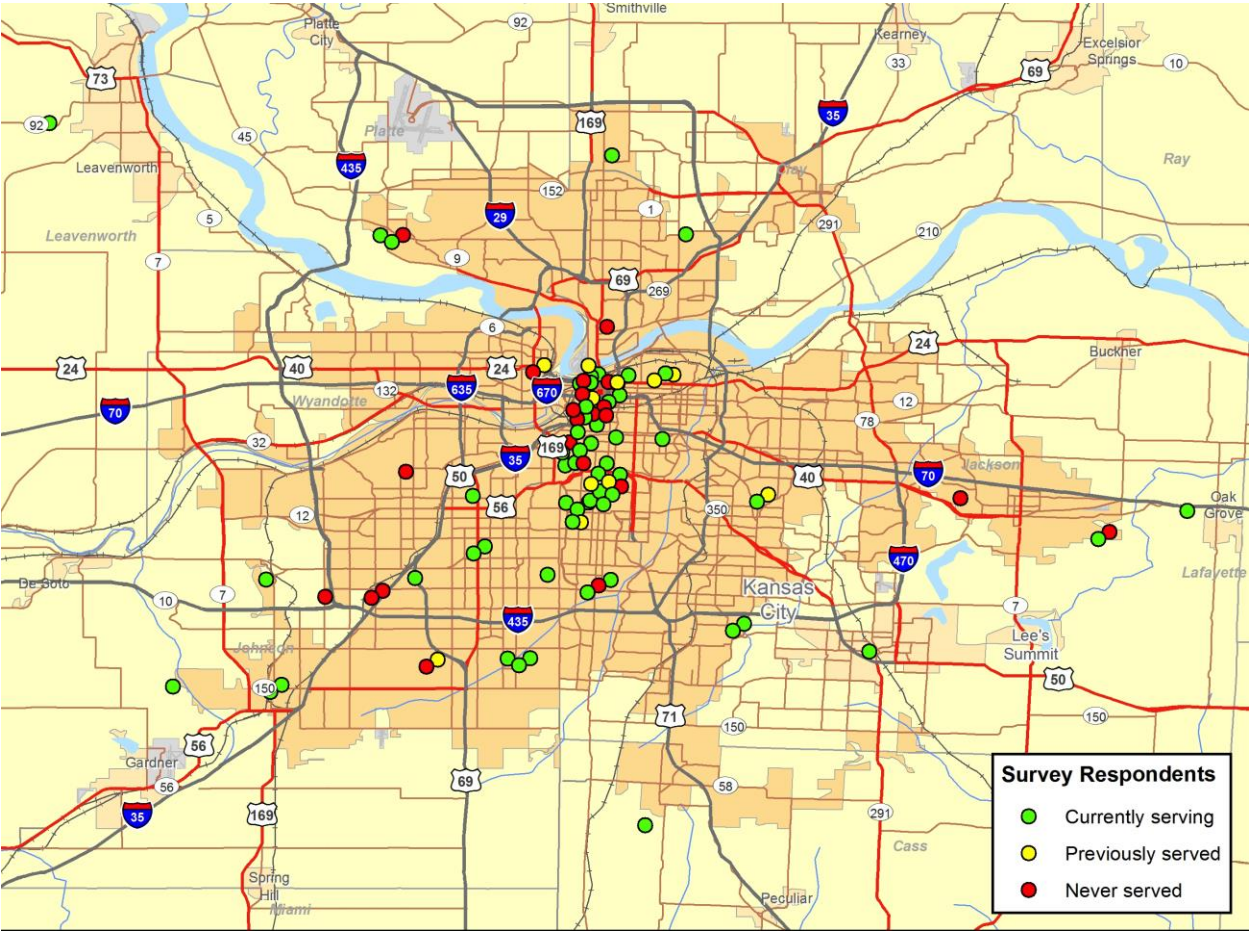 Smithville
Platte
City
92
Kearney
Excelsior
Springs
73
33
10
69
92
169
35
Platte
45
Leavenworth
435
152
Clay
Ray
29
1
5
291
210
Leavenworth
7
9
69
269
6
24
40
24
24
Buckner
132
635
670
Wyandotte
12
70
32
78
169
35
50
40
70
Jackson
56
12
350
Oak
Grove
470
De Soto
10
7
Kansas
City
Lafayette
435
7
Lee's
Summit
Johnson
50
150
71
150
150
56
Gardner
56
69
58
35
169
291
Cass
Spring
Hill
Miami
Peculiar
Survey Respondents
Currently serving
Previously served
Never served